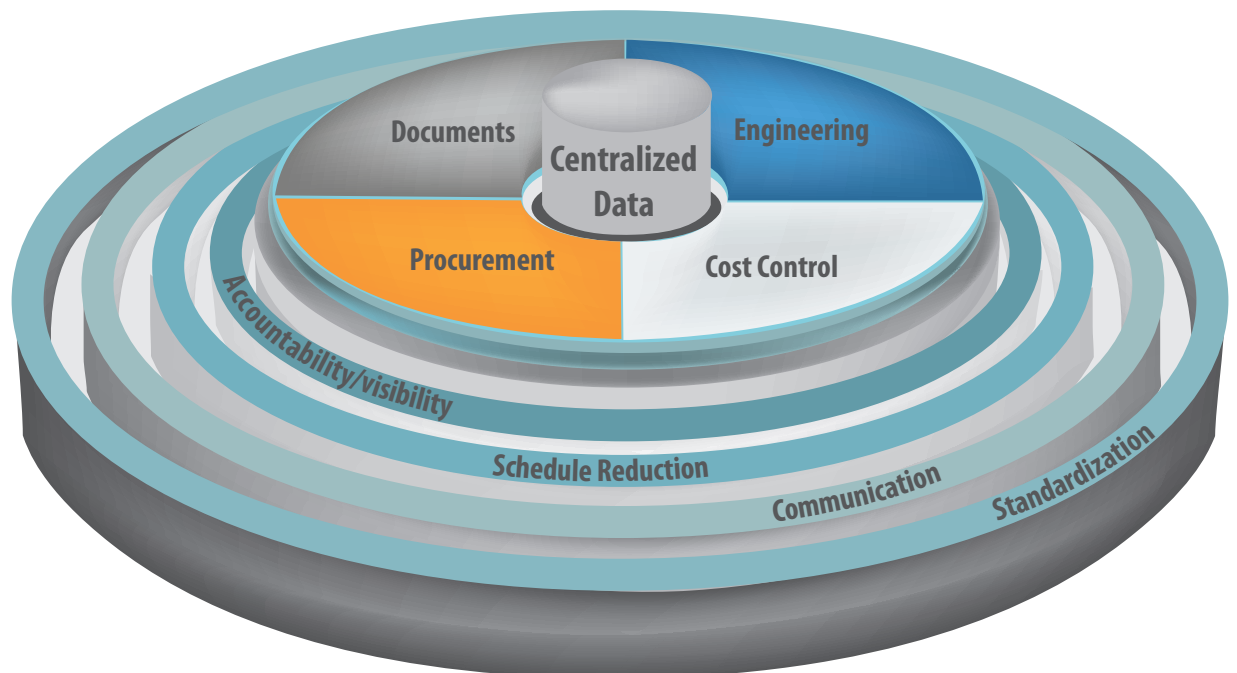 Documents
Engineering
Centralized
Data
Procurement
Cost Control
Accountability/visibility
Schedule Reduction
Communication
Standardization